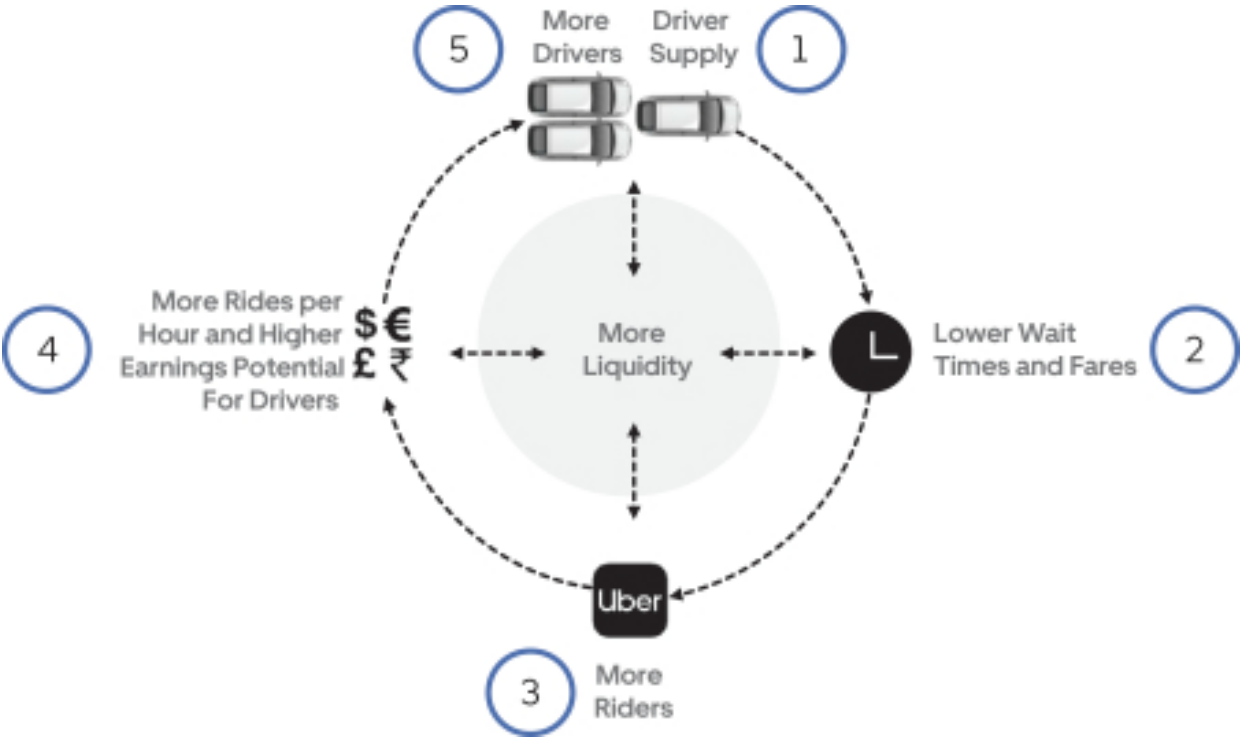 5
More
Drivers
Driver
Supply
1
More Rides per
Hour and Higher
Earnings Potential
For Drivers
$ €
£ ₹
4
More
Liquidity
Lower Wait
Times and Fares
2
Uber
3
More
Riders